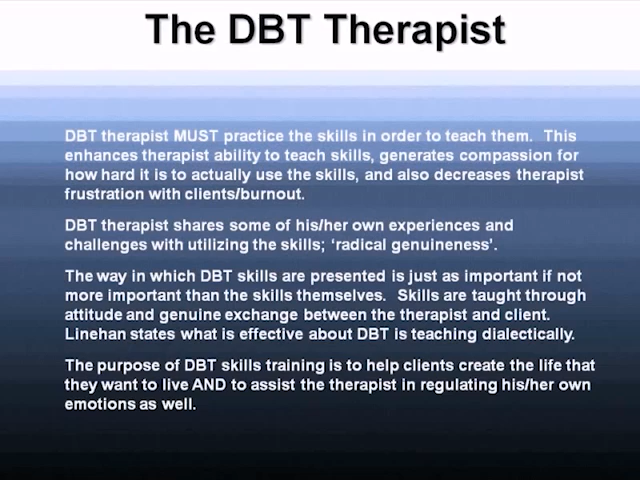 The DBT Therapist
DBT therapist MUST practice the skills in order to teach them.  This
enhances therapist ability to teach skills, generates compassion for
how hard it is to actually use the skills, and also decreases therapist
frustration with clients/burnout.
DBT therapist shares some of his/her own experiences and
challenges with utilizing the skills; ‘radical genuineness’.
The way in which DBT skills are presented is just as important if not
more important than the skills themselves.  Skills are taught through
attitude and genuine exchange between the therapist and client.
Linehan states what is effective about DBT is teaching dialectically.
The purpose of DBT skills training is to help clients create the life that
they want to live AND to assist the therapist in regulating his/her own
emotions as well.